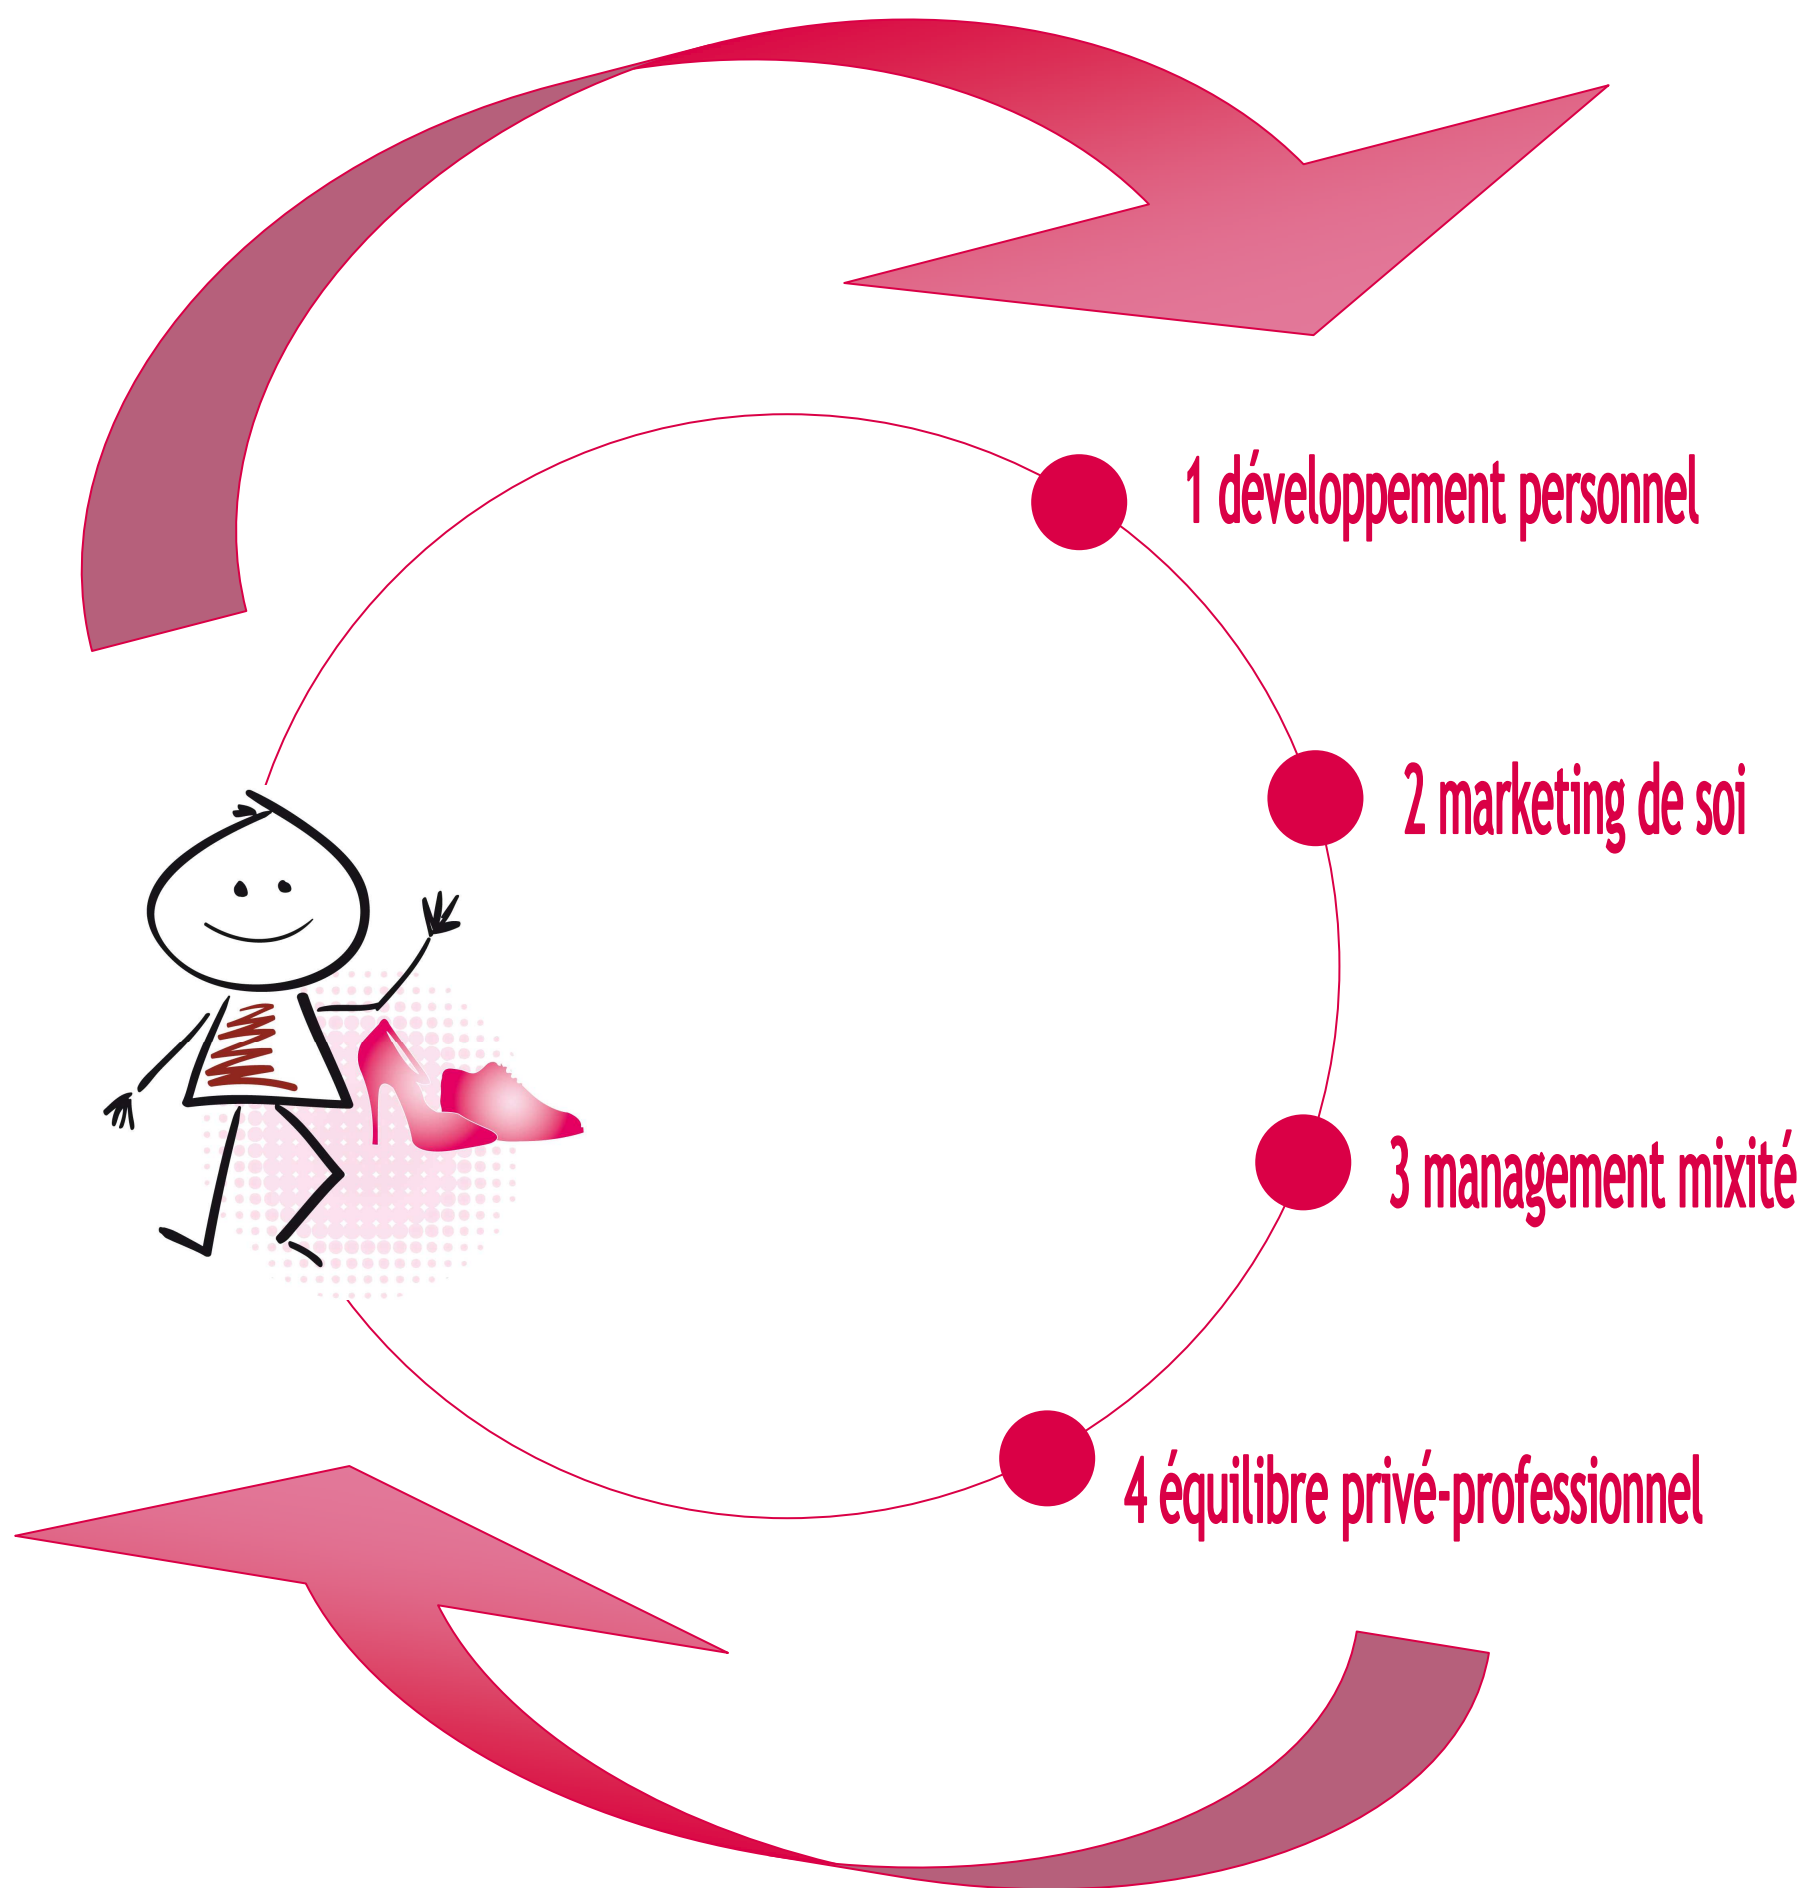 1 développement personnel
2 marketing de soi
3 management mixité
4 équilibre privé-professionnel